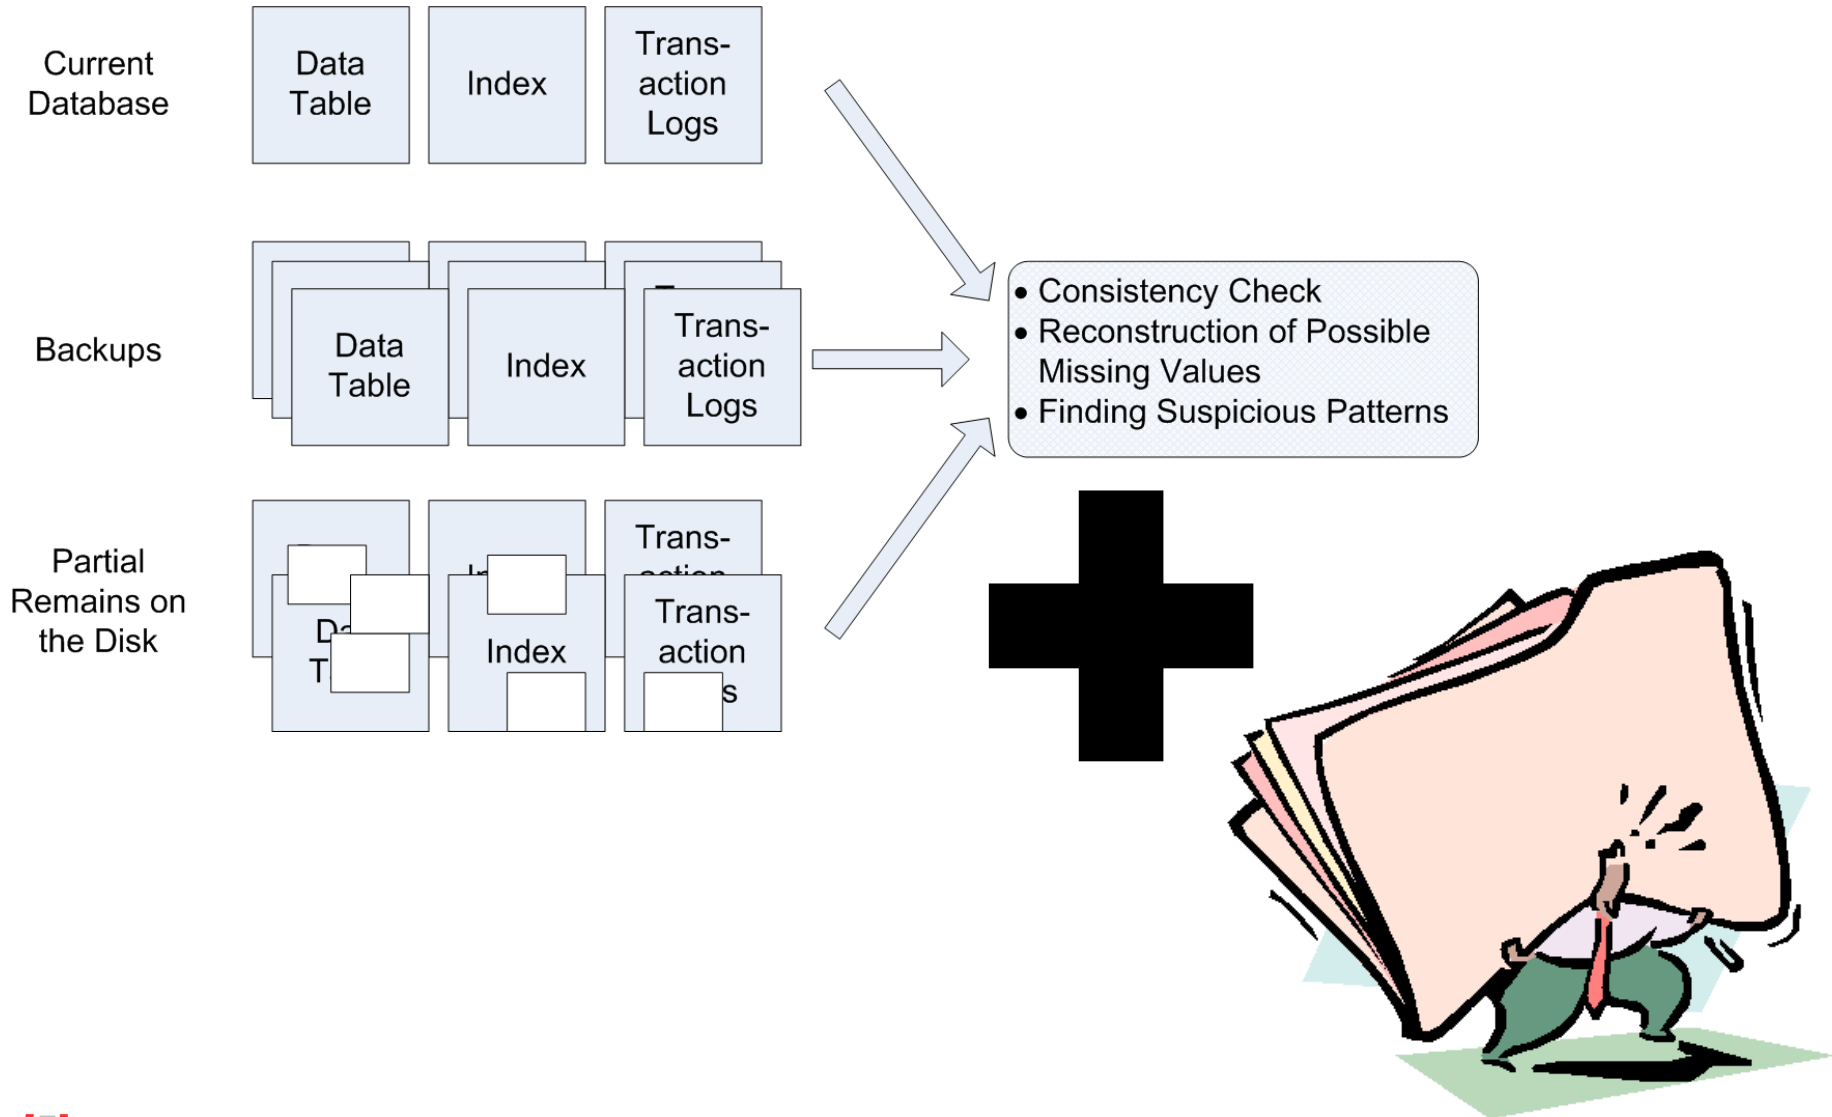 Current
Database
Data
Table
Index
Trans-
action
Logs
Backups
Data
Table
Index
Trans-
action
Logs
• Consistency Check
• Reconstruction of Possible
Missing Values
• Finding Suspicious Patterns
Partial
Remains on
the Disk
Trans-
action
Index
Trans-
action